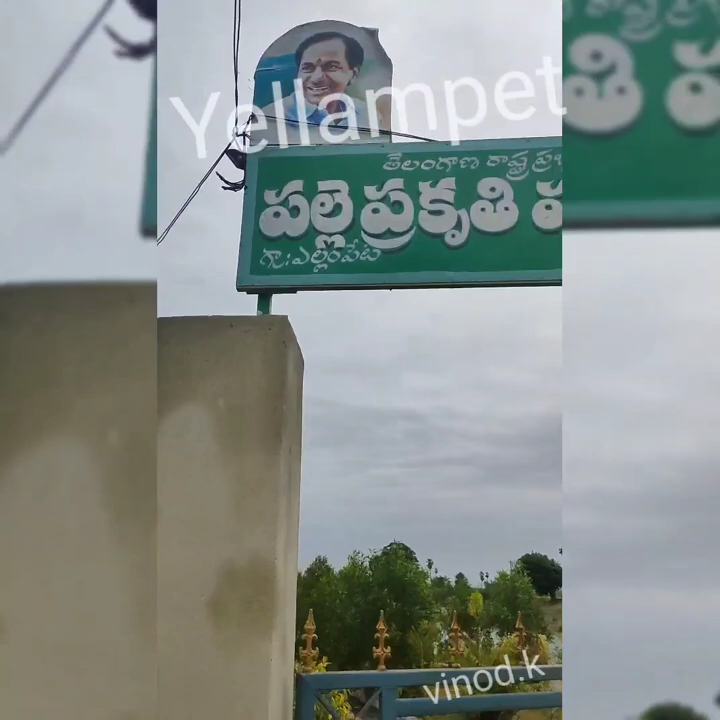 Yellampet
తెలంగాణ రాష్ట్ర
పల్లె ప్రకృతి
గ్రా:ఎల్లంపేట
vinod.k